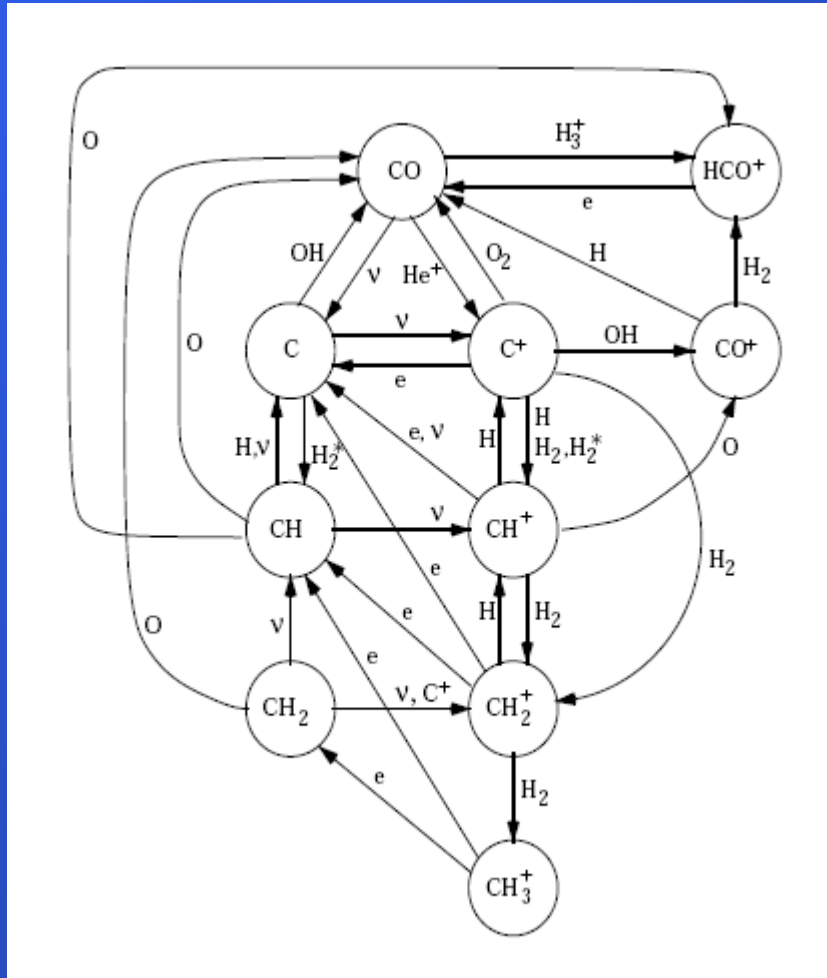 H₃⁺
O
CO
HCO⁺
e
OH
ν
He⁺
O₂
H
H₂
ν
C
C⁺
OH
CO⁺
O
e
H,ν
H₂*
e, ν
H
H
H₂,H₂*
O
CH
ν
CH⁺
H₂
e
e
H
H₂
O
ν
e
CH₂
ν, C⁺
CH₂⁺
e
H₂
CH₃⁺